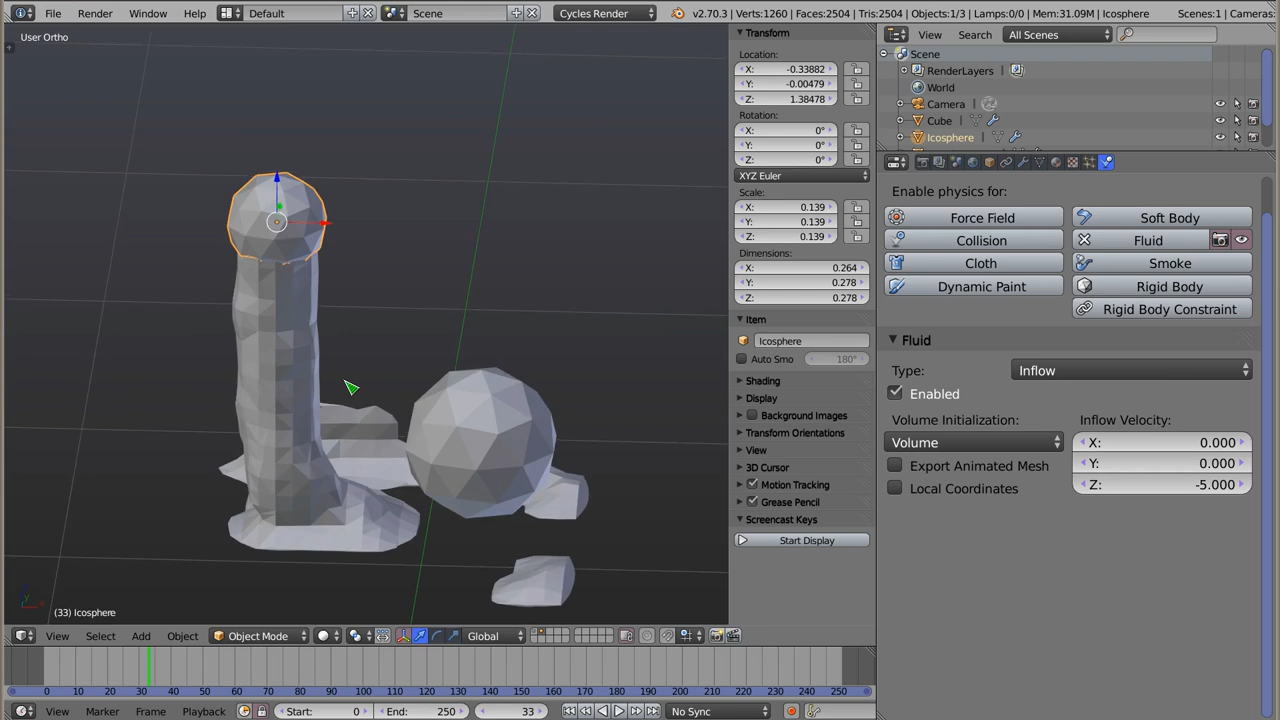 File Render Window Help Default Scene Cycles Render v2.70.3 | Verts:1260 | Faces:2504 | Tris:2504 | Objects:1/3 | Lamps:0/0 | Mem:31.09M | Icosphere Scenes:1 | Cameras:
User Ortho
Transform
Location:
X: -0.33882
Y: -0.00479
Z: 1.38478
Rotation:
X: 0°
Y: 0°
Z: 0°
XYZ Euler
Scale:
X: 0.139
Y: 0.139
Z: 0.139
Dimensions:
X: 0.264
Y: 0.278
Z: 0.278
Item
Icosphere
Auto Smo 180°
Shading
Display
Background Images
Transform Orientations
View
3D Cursor
Motion Tracking
Grease Pencil
Screencast Keys
Start Display
View Search All Scenes
Scene
RenderLayers |
World
Camera |
Cube |
Icosphere |
Enable physics for:
Force Field Soft Body
Collision Fluid
Cloth Smoke
Dynamic Paint Rigid Body
Rigid Body Constraint
Fluid
Type: Inflow
Enabled
Volume Initialization: Inflow Velocity:
Volume X: 0.000
Export Animated Mesh Y: 0.000
Local Coordinates Z: -5.000
(33) Icosphere
View Select Add Object Object Mode Global
0 10 20 30 40 50 60 70 80 90 100 110 120 130 140 150 160 170 180 190 200 210 220 230 240 250
View Marker Frame Playback Start: 0 End: 250 33 No Sync